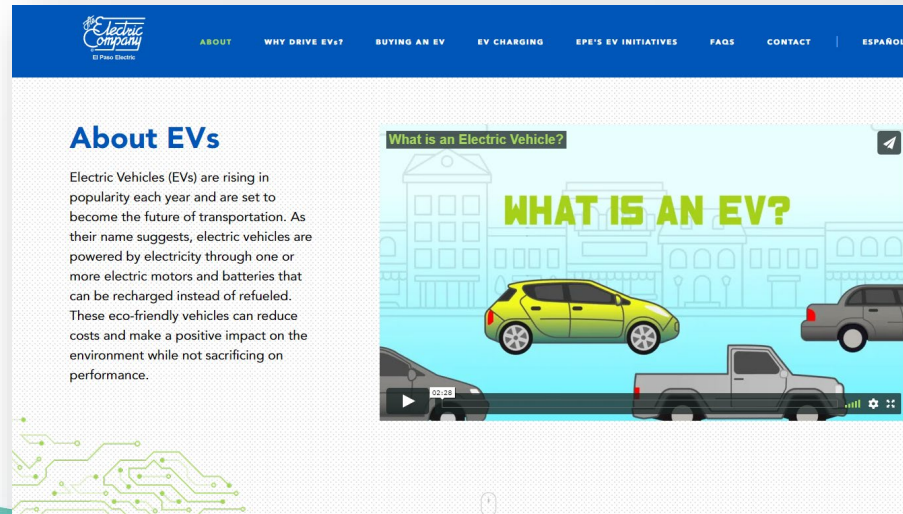 The Electric Company
El Paso Electric
ABOUT
WHY DRIVE EVs?
BUYING AN EV
EV CHARGING
EPE'S EV INITIATIVES
FAQS
CONTACT
ESPAÑOL
About EVs
Electric Vehicles (EVs) are rising in
popularity each year and are set to
become the future of transportation. As
their name suggests, electric vehicles are
powered by electricity through one or
more electric motors and batteries that
can be recharged instead of refueled.
These eco-friendly vehicles can reduce
costs and make a positive impact on the
environment while not sacrificing on
performance.
What is an Electric Vehicle?
WHAT IS AN EV?
02:28